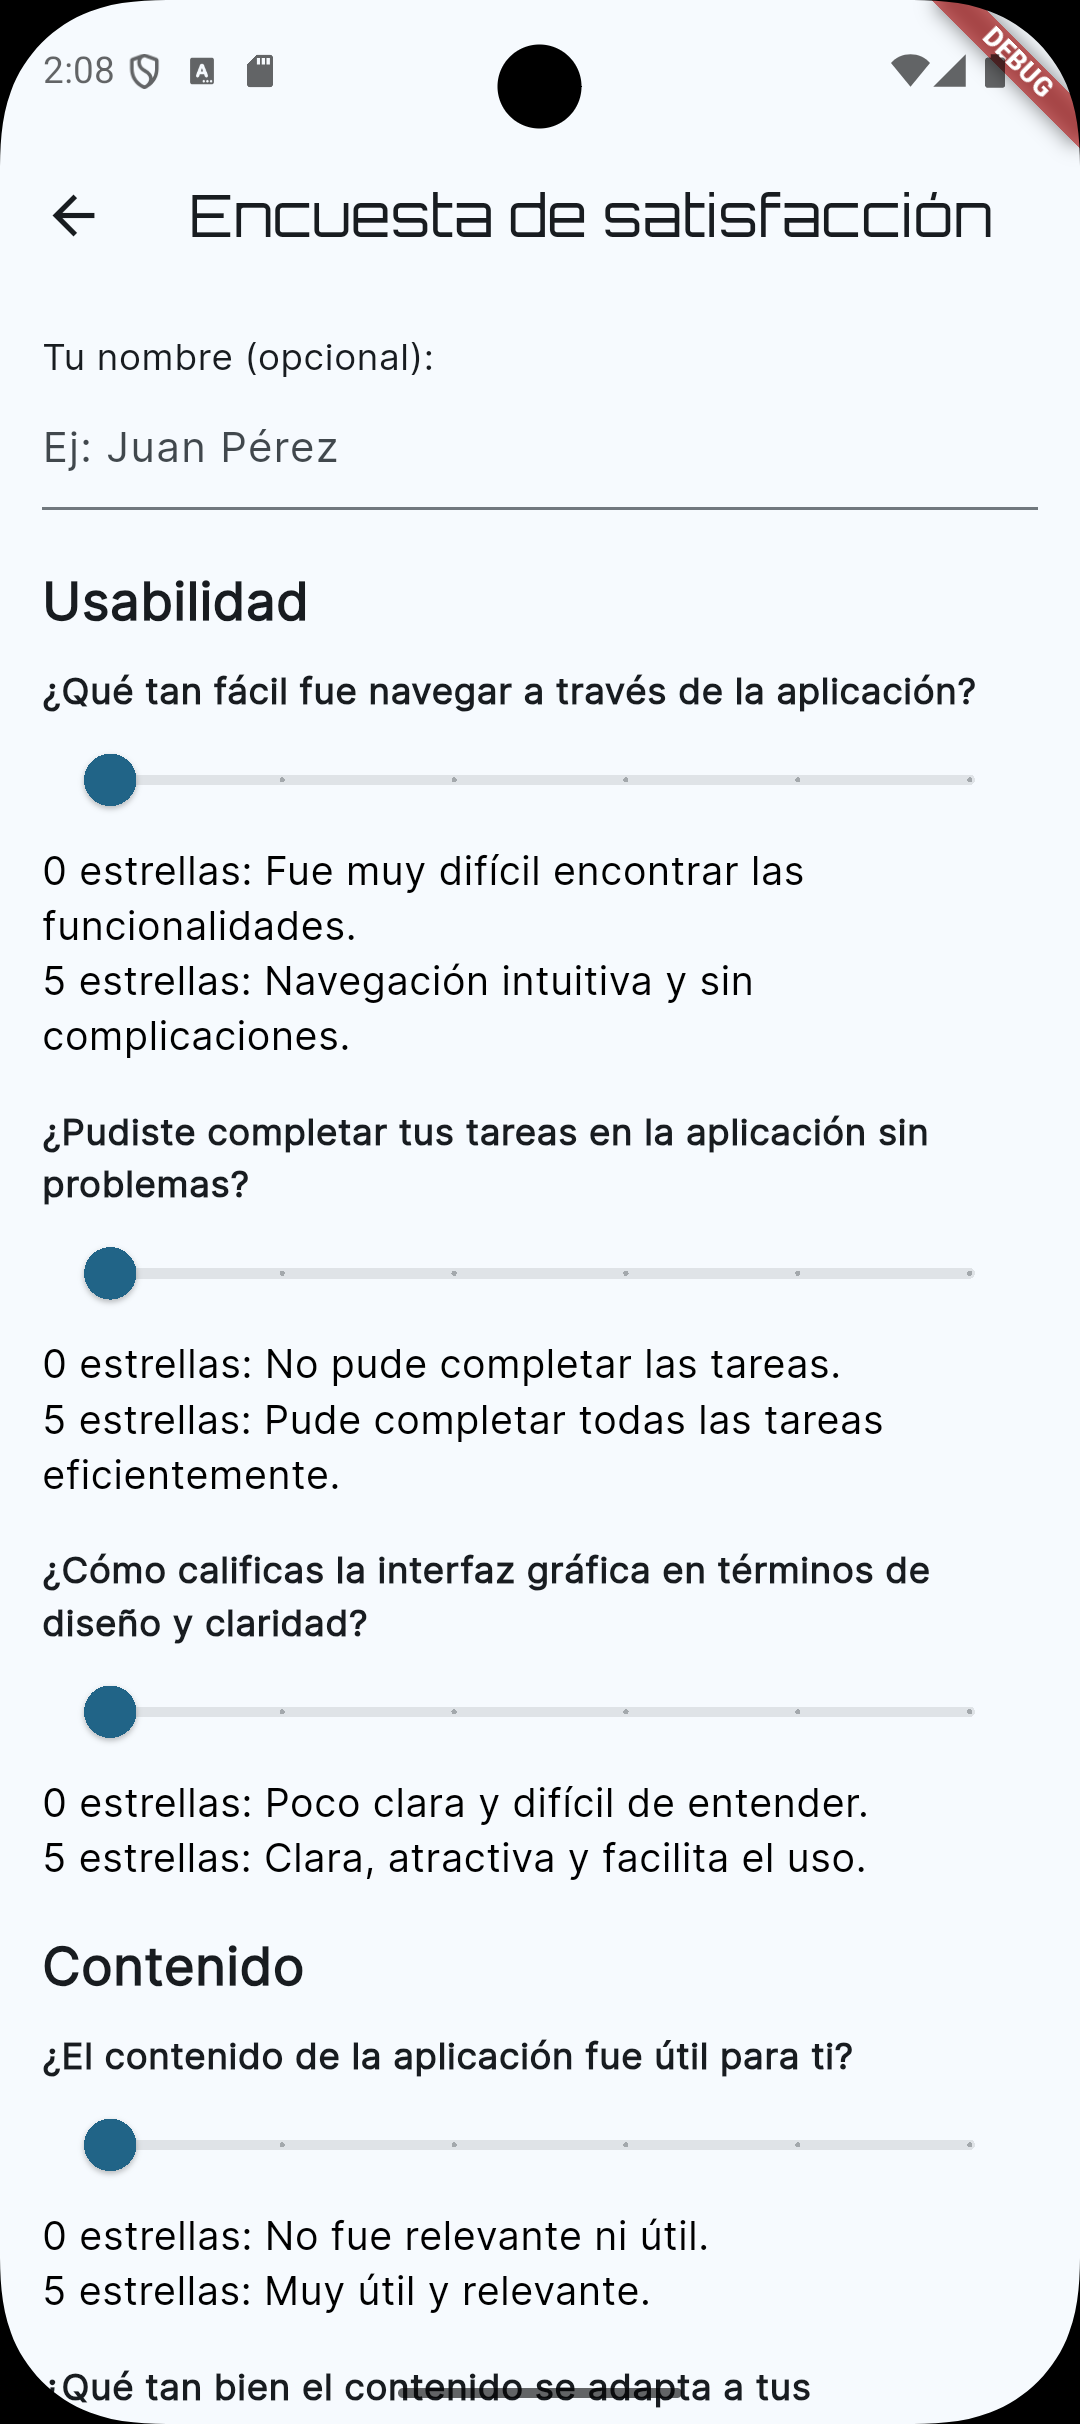 2:08
DEBUG
Encuesta de satisfacción
Tu nombre (opcional):
Ej: Juan Pérez
Usabilidad
¿Qué tan fácil fue navegar a través de la aplicación?
0 estrellas: Fue muy difícil encontrar las
funcionalidades.
5 estrellas: Navegación intuitiva y sin
complicaciones.
¿Pudiste completar tus tareas en la aplicación sin
problemas?
0 estrellas: No pude completar las tareas.
5 estrellas: Pude completar todas las tareas
eficientemente.
¿Cómo calificas la interfaz gráfica en términos de
diseño y claridad?
0 estrellas: Poco clara y difícil de entender.
5 estrellas: Clara, atractiva y facilita el uso.
Contenido
¿El contenido de la aplicación fue útil para ti?
0 estrellas: No fue relevante ni útil.
5 estrellas: Muy útil y relevante.
¿Qué tan bien el contenido se adapta a tus